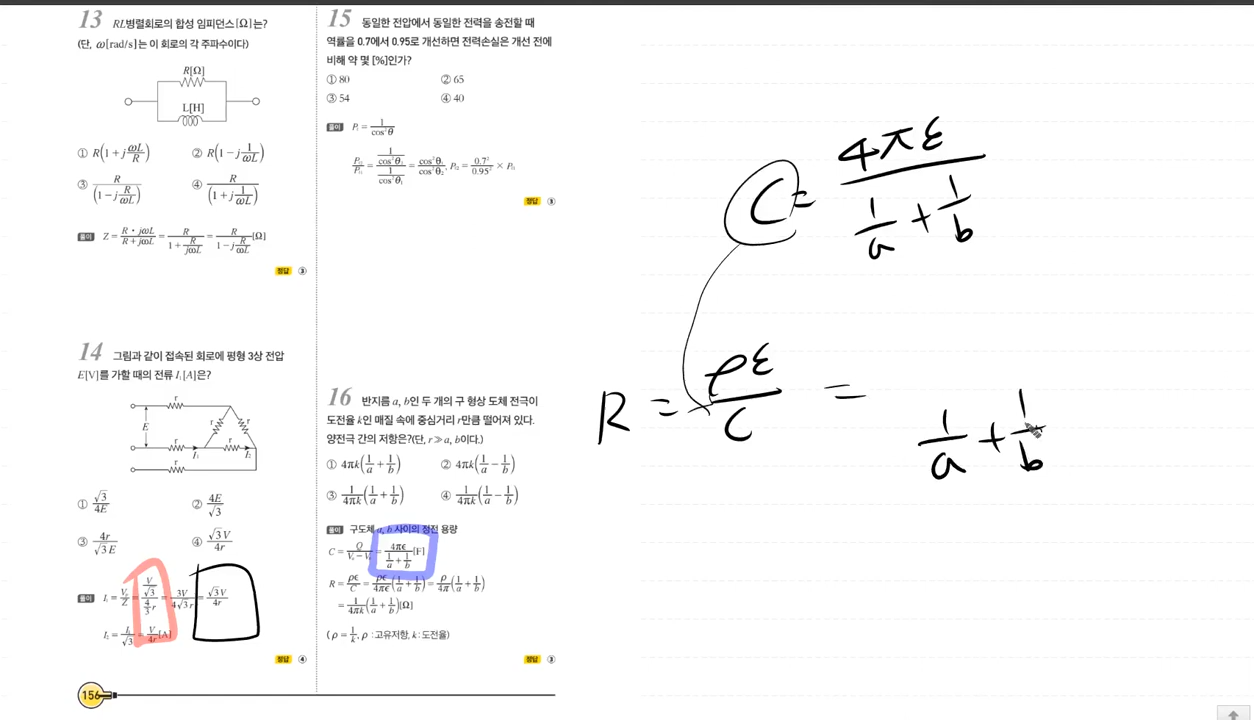 13 RL병렬회로의 합성 임피던스[Ω]는?
(단, ω[rad/s]는 이 회로의 각 주파수이다)
R[Ω]
L[H]
① R(1+j ωL/R) ② R(1−j 1/ωL)
③ R/(1−j R/ωL) ④ R/(1+j 1/ωL)
풀이 Z = R·jωL/R+jωL = R/1+R/jωL = R/1−j R/ωL [Ω]
정답 ③
14 그림과 같이 접속된 회로에 평형 3상 전압
E[V]를 가할 때의 전류 I₁[A]은?
r
E
r
r
r
I₁
r
I₂
r
① √3/4E ② 4E/√3
③ 4r/√3E ④ √3V/4r
풀이 I₁ = = V/√3 / 4/3 r = 3V/4√3r = √3V/4r
I₂ = I₁/√3 = V/4r [A]
정답 ④
156
15 동일한 전압에서 동일한 전력을 송전할 때
역률을 0.7에서 0.95로 개선하면 전력손실은 개선 전에
비해 약 몇 [%]인가?
① 80 ② 65
③ 54 ④ 40
풀이 = 1/cos²θ
= 1/cos²θ₂ / 1/cos²θ₁ = cos²θ₁/cos²θ₂, = 0.7²/0.95² ×
정답 ③
16 반지름 a, b인 두 개의 구 형상 도체 전극이
도전율 k인 매질 속에 중심거리 r만큼 떨어져 있다.
양전극 간의 저항은?(단, r≫a, b이다.)
① 4πk(1/a+1/b) ② 4πk(1/a−1/b)
③ 1/4πk(1/a+1/b) ④ 1/4πk(1/a−1/b)
풀이 구도체 a, b 사이의 정전 용량
C = = 4πϵ/1/a+1/b [F]
R = ρϵ/C = ρϵ/4πϵ(1/a+1/b) = ρ/4π(1/a+1/b)
= 1/4πk(1/a+1/b)[Ω]
(ρ=1/k, ρ : 고유저항, k : 도전율)
정답 ③
C = 4πε/1/a+1/b
R = ρε/C = 1/a+1/b